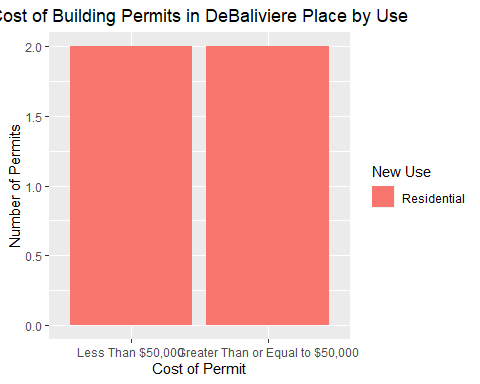 Cost of Building Permits in DeBaliviere Place by Use
Number of Permits
2.0
1.5
1.0
0.5
0.0
Less Than $50,000
Greater Than or Equal to $50,000
Cost of Permit
New Use
Residential